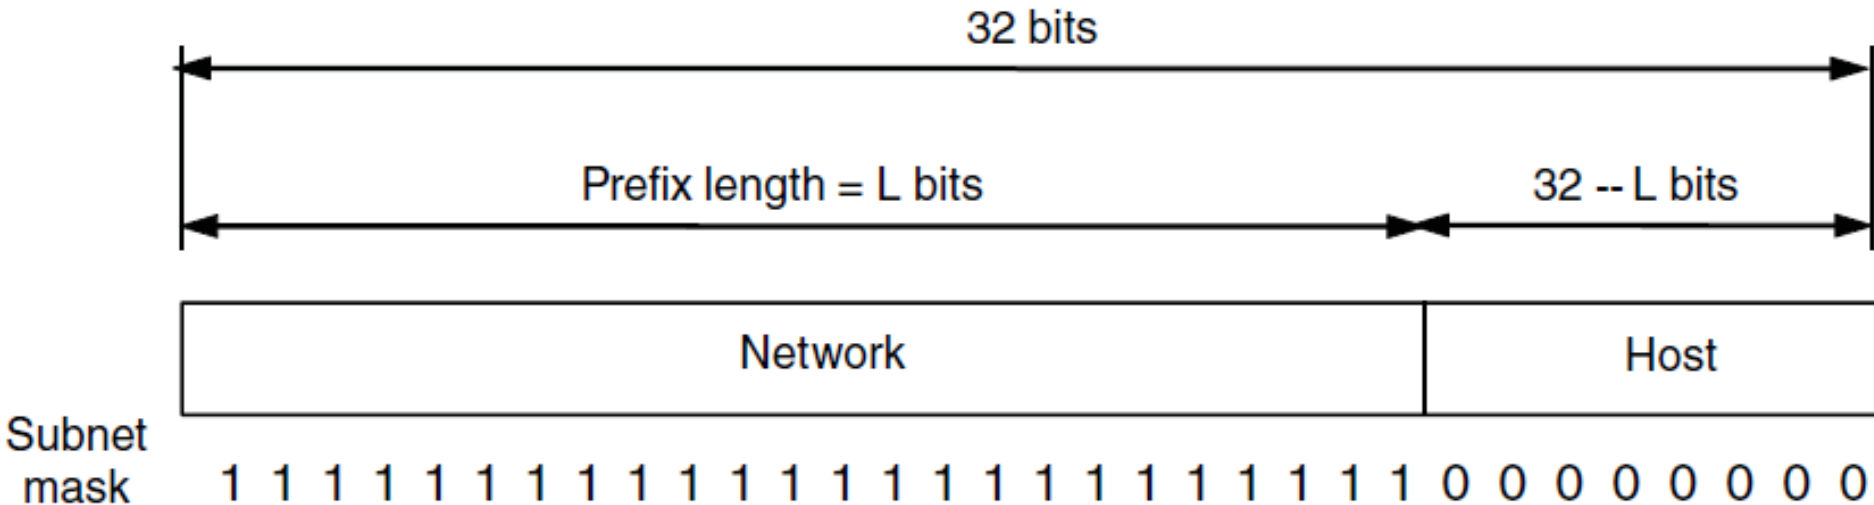 32 bits
Prefix length = L bits 32 -- L bits
Network Host
Subnet
mask 1 1 1 1 1 1 1 1 1 1 1 1 1 1 1 1 1 1 1 1 1 1 1 1 0 0 0 0 0 0 0 0